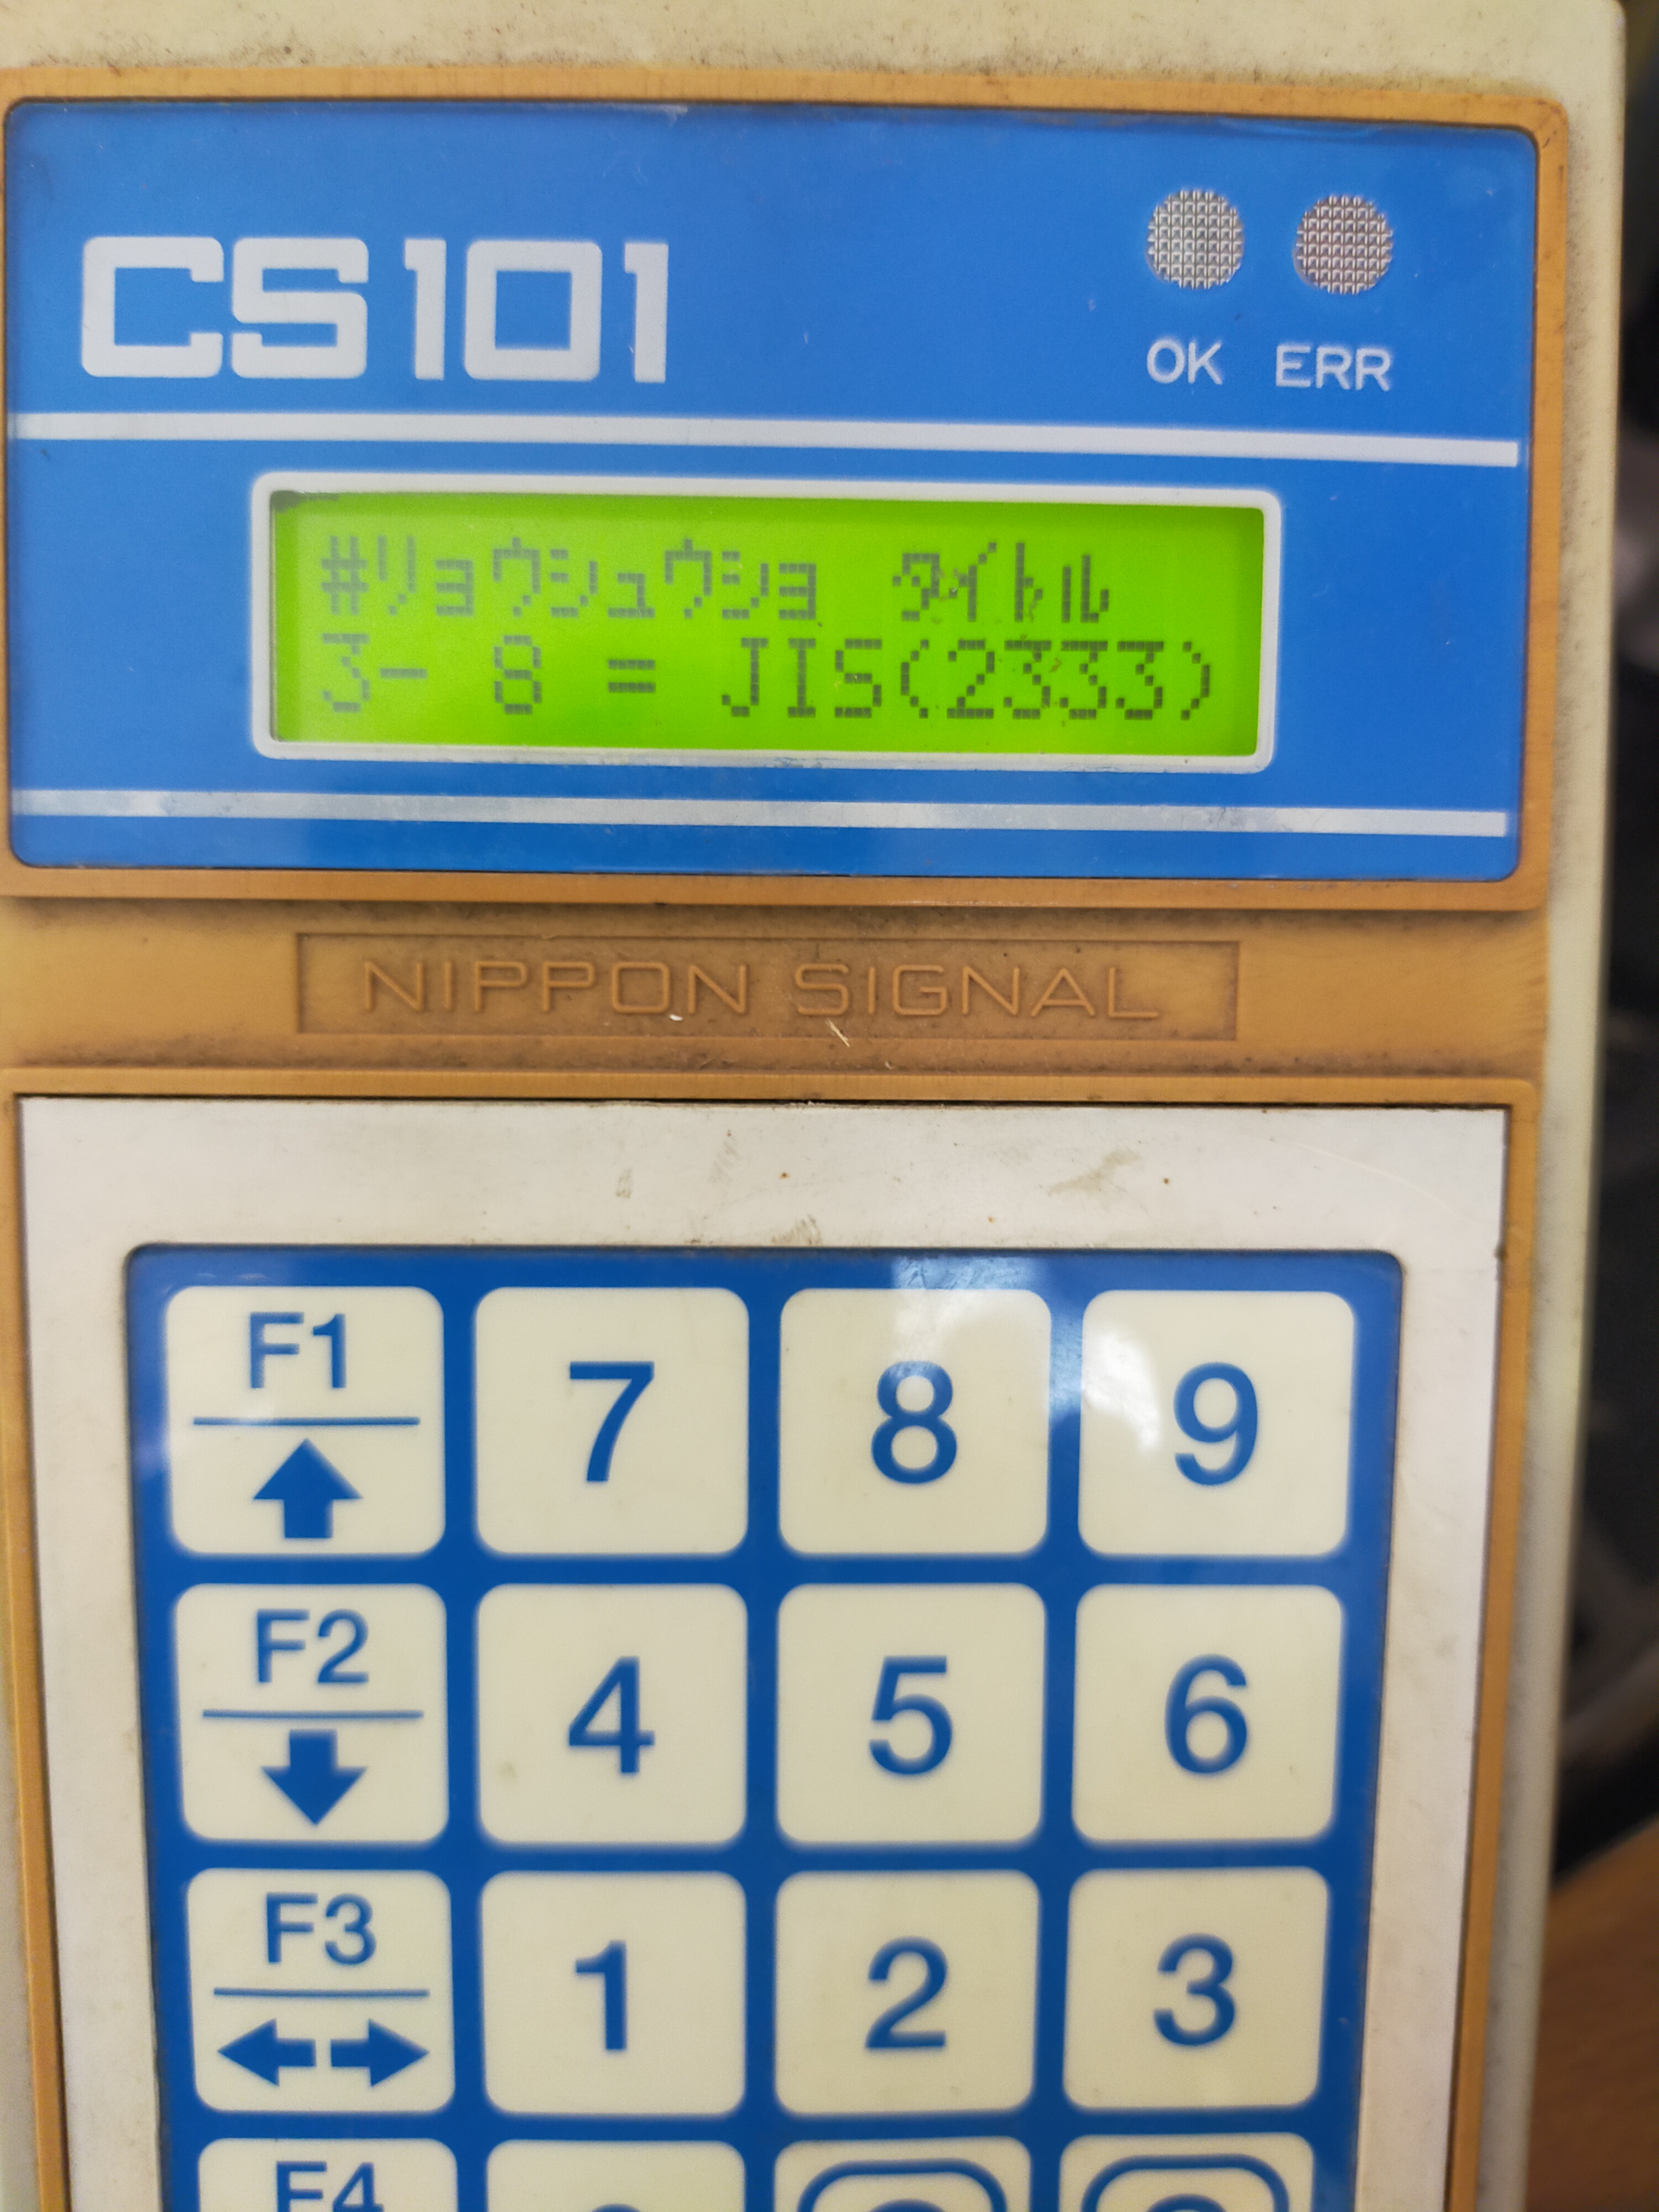 CS101
OK ERR
#リョウシュウショ タイトル
3- 8 = JIS(2333)
NIPPON SIGNAL
F1 7 8 9
F2 4 5 6
F3 1 2 3
F4